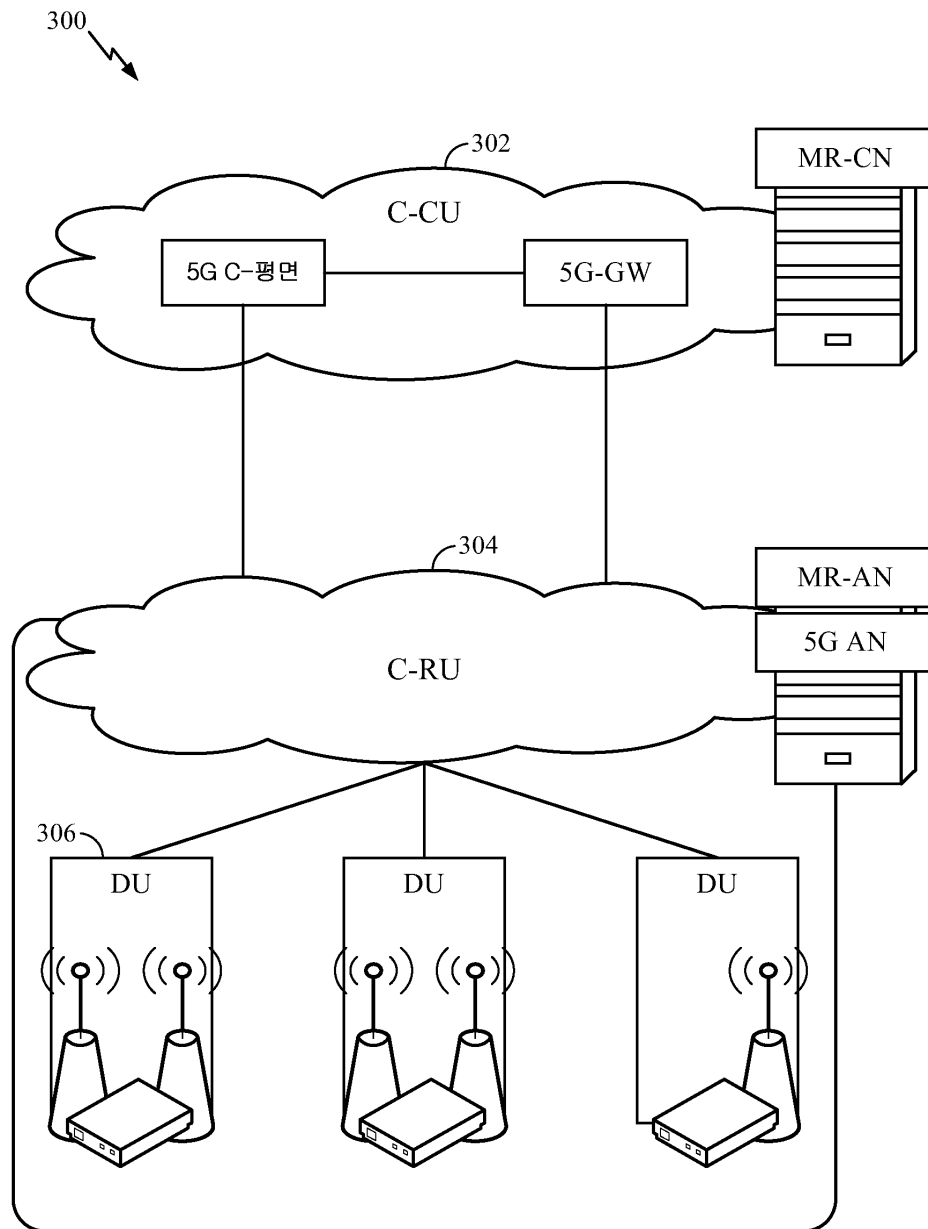 300
302
MR-CN
C-CU
5G C-평면
5G-GW
304
MR-AN
5G AN
C-RU
306
DU
DU
DU